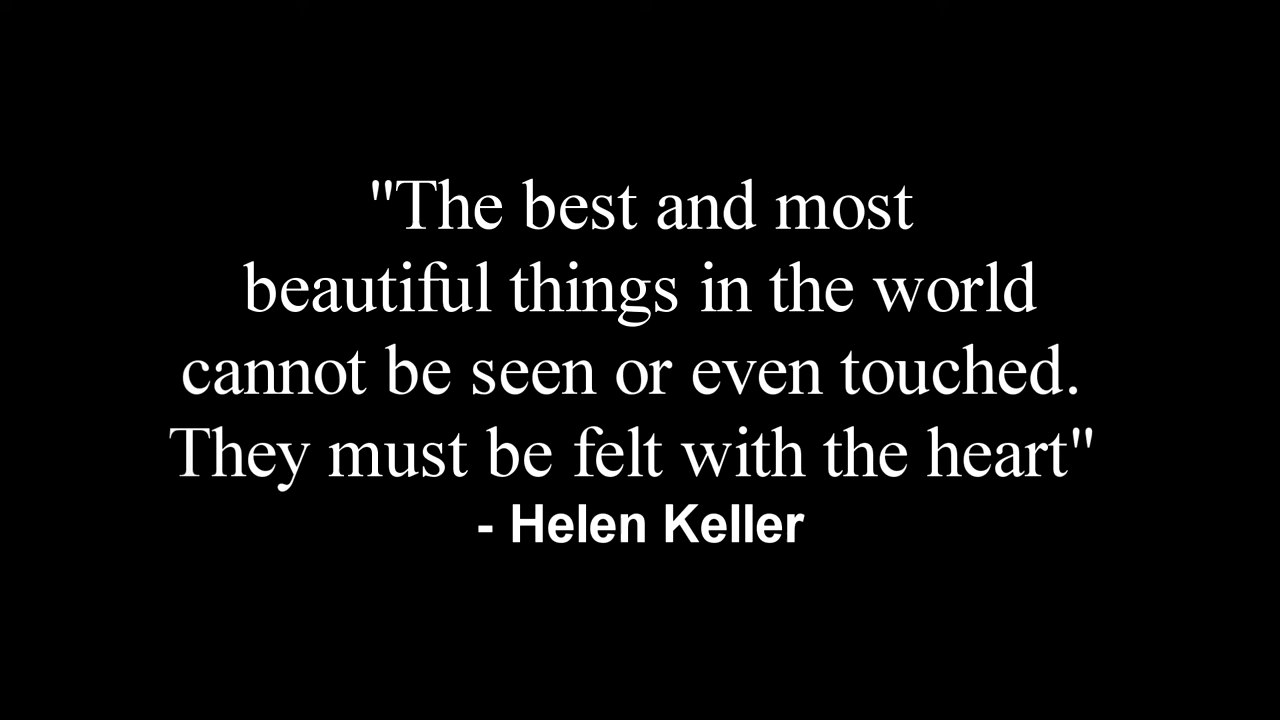 "The best and most
beautiful things in the world
cannot be seen or even touched.
They must be felt with the heart"
- Helen Keller